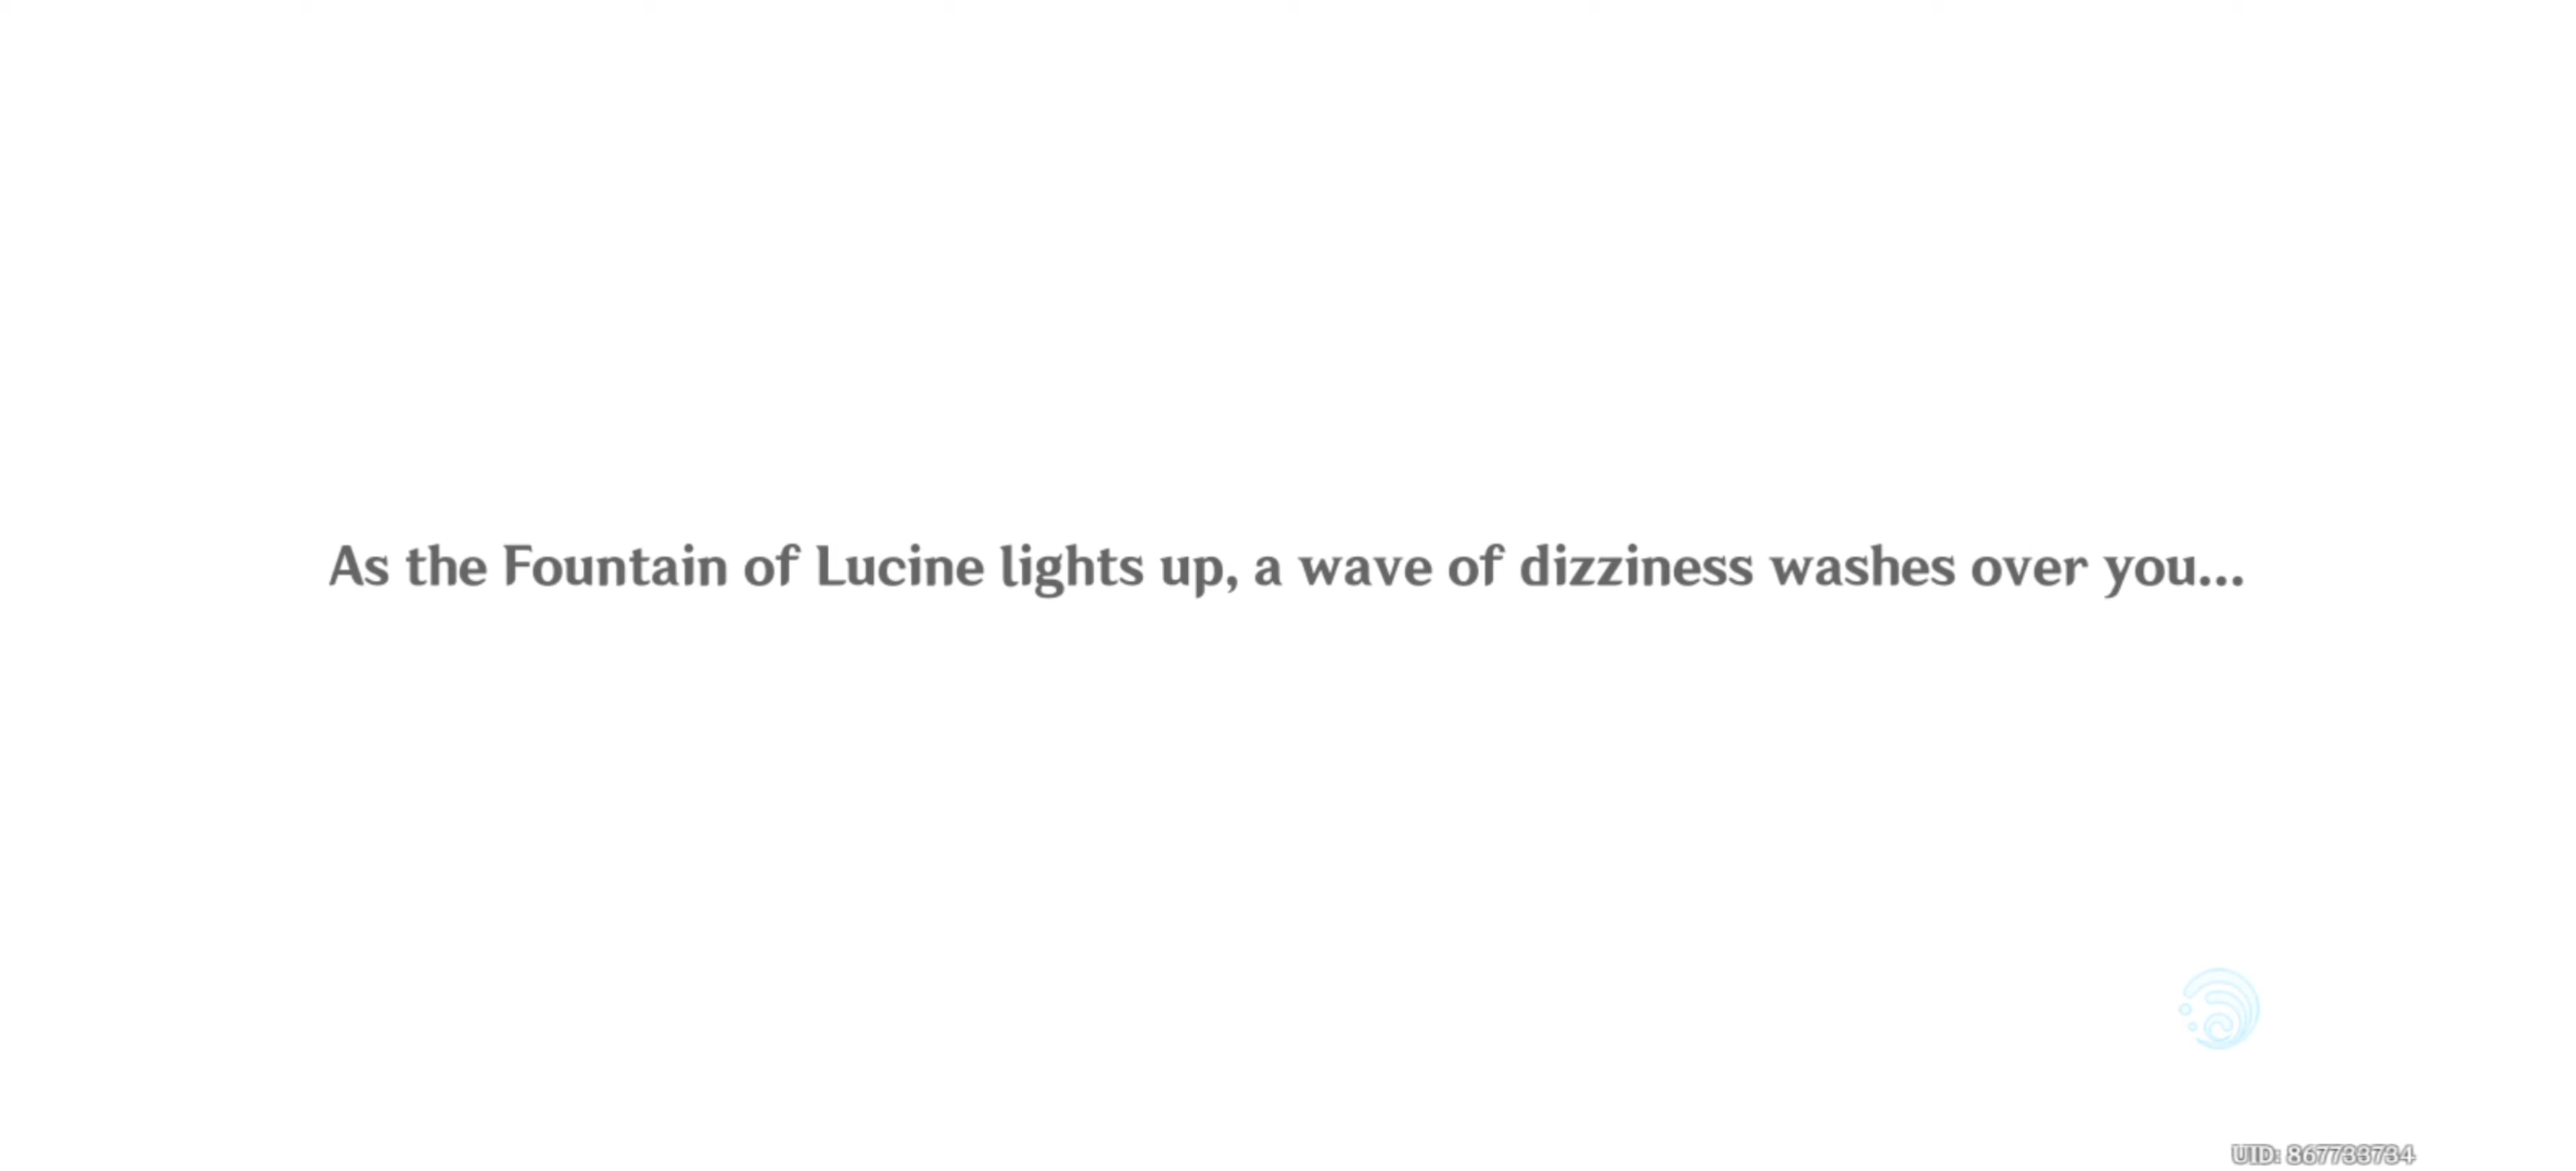 As the Fountain of Lucine lights up, a wave of dizziness washes over you...
UID: 867733734